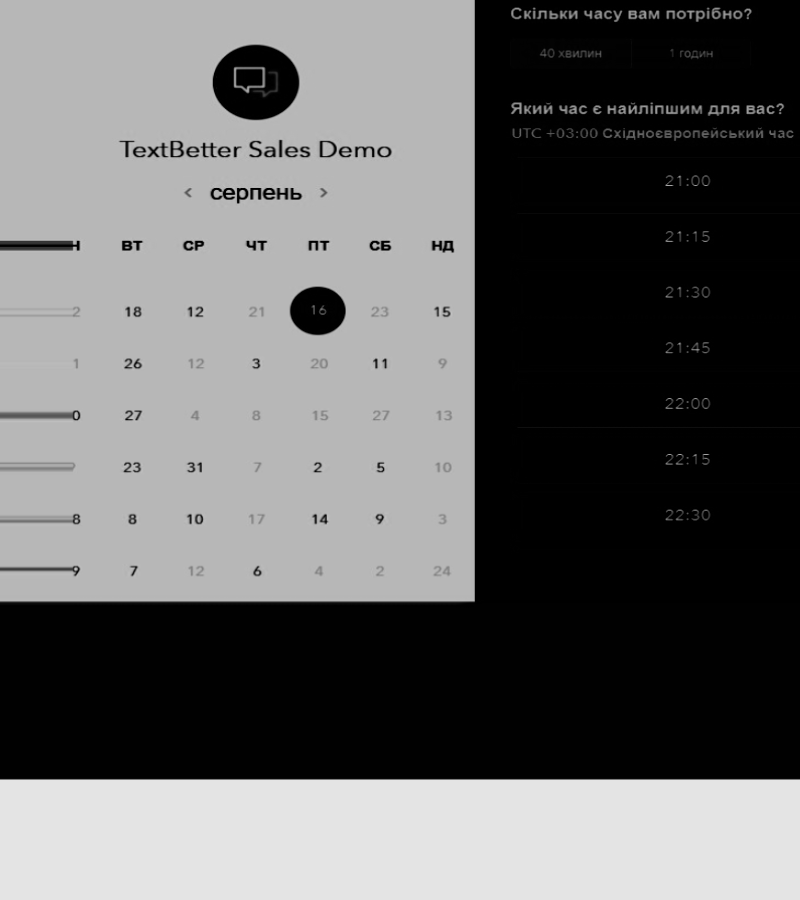 TextBetter Sales Demo
< серпень >
ВТ СР ЧТ ПТ СБ НД
2 18 12 21 16 23 15
1 26 12 3 20 11 9
0 27 4 8 15 27 13
23 31 7 2 5 10
8 8 10 17 14 9 3
9 7 12 6 4 2 24
Скільки часу вам потрібно?
40 хвилин 1 годин
Який час є найліпшим для вас?
UTC +03:00 Східноєвропейський час
21:00
21:15
21:30
21:45
22:00
22:15
22:30